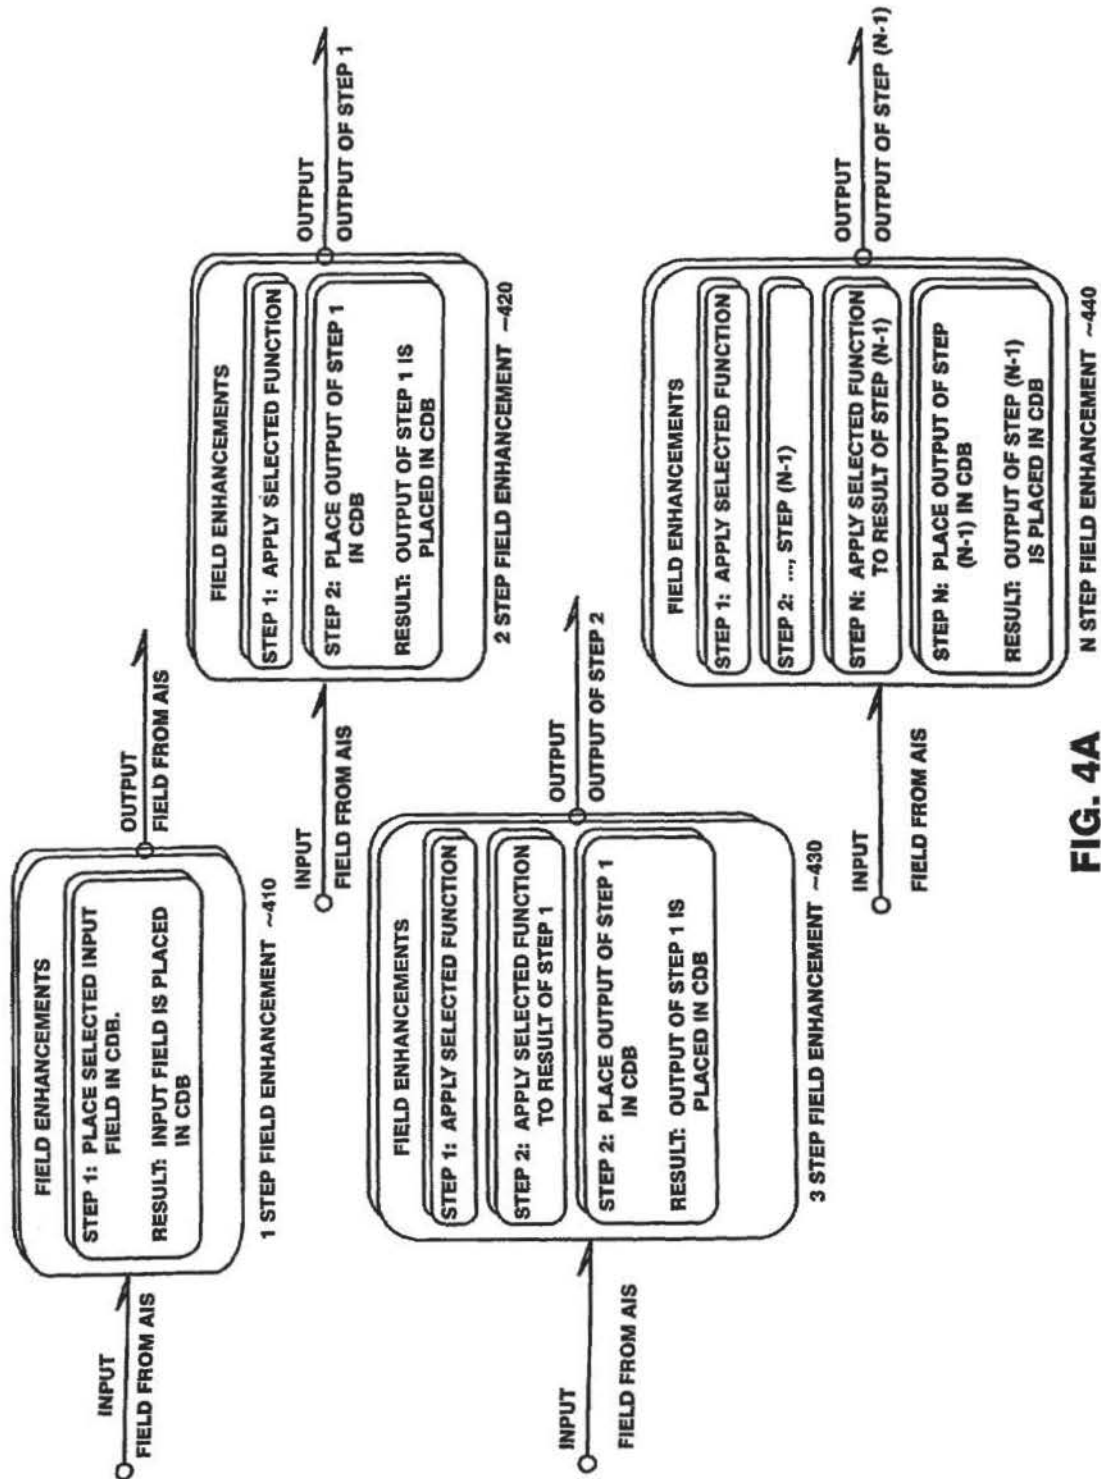 INPUT
FIELD FROM AIS
FIELD ENHANCEMENTS
STEP 1: PLACE SELECTED INPUT
FIELD IN CDB.
RESULT: INPUT FIELD IS PLACED
IN CDB
OUTPUT
FIELD FROM AIS
1 STEP FIELD ENHANCEMENT ~410
INPUT
FIELD FROM AIS
FIELD ENHANCEMENTS
STEP 1: APPLY SELECTED FUNCTION
STEP 2: PLACE OUTPUT OF STEP 1
IN CDB
RESULT: OUTPUT OF STEP 1 IS
PLACED IN CDB
OUTPUT
OUTPUT OF STEP 1
2 STEP FIELD ENHANCEMENT ~420
INPUT
FIELD FROM AIS
FIELD ENHANCEMENTS
STEP 1: APPLY SELECTED FUNCTION
STEP 2: APPLY SELECTED FUNCTION
TO RESULT OF STEP 1
STEP 2: PLACE OUTPUT OF STEP 1
IN CDB
RESULT: OUTPUT OF STEP 1 IS
PLACED IN CDB
OUTPUT
OUTPUT OF STEP 2
3 STEP FIELD ENHANCEMENT ~430
INPUT
FIELD FROM AIS
FIELD ENHANCEMENTS
STEP 1: APPLY SELECTED FUNCTION
STEP 2: ..., STEP (N-1)
STEP N: APPLY SELECTED FUNCTION
TO RESULT OF STEP (N-1)
STEP N: PLACE OUTPUT OF STEP
(N-1) IN CDB
RESULT: OUTPUT OF STEP (N-1)
IS PLACED IN CDB
OUTPUT
OUTPUT OF STEP (N-1)
N STEP FIELD ENHANCEMENT ~440
FIG. 4A